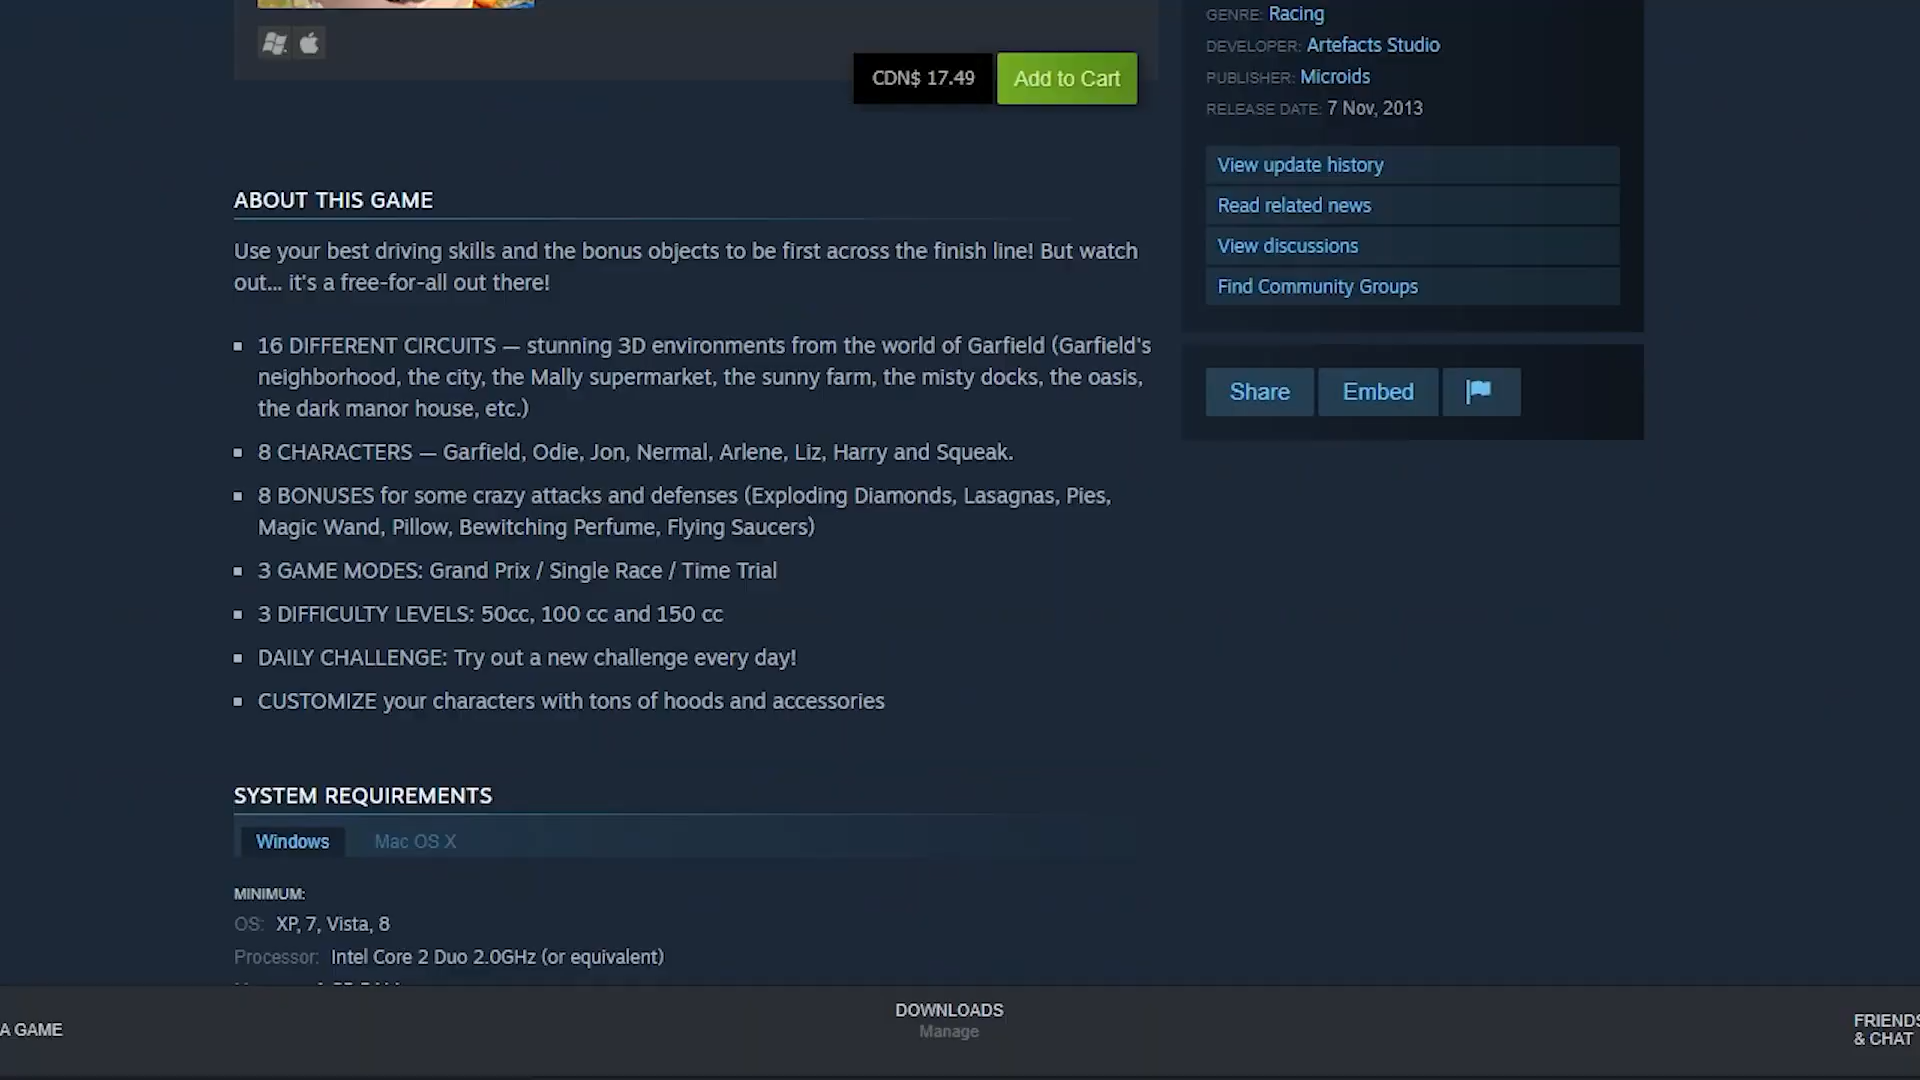 GENRE: Racing
DEVELOPER: Artefacts Studio
PUBLISHER: Microids
RELEASE DATE: 7 Nov, 2013
CDN$ 17.49 Add to Cart
View update history
Read related news
View discussions
Find Community Groups
Share Embed
ABOUT THIS GAME
Use your best driving skills and the bonus objects to be first across the finish line! But watch
out... it's a free-for-all out there!
16 DIFFERENT CIRCUITS — stunning 3D environments from the world of Garfield (Garfield's
neighborhood, the city, the Mally supermarket, the sunny farm, the misty docks, the oasis,
the dark manor house, etc.)
8 CHARACTERS — Garfield, Odie, Jon, Nermal, Arlene, Liz, Harry and Squeak.
8 BONUSES for some crazy attacks and defenses (Exploding Diamonds, Lasagnas, Pies,
Magic Wand, Pillow, Bewitching Perfume, Flying Saucers)
3 GAME MODES: Grand Prix / Single Race / Time Trial
3 DIFFICULTY LEVELS: 50cc, 100 cc and 150 cc
DAILY CHALLENGE: Try out a new challenge every day!
CUSTOMIZE your characters with tons of hoods and accessories
SYSTEM REQUIREMENTS
Windows Mac OS X
MINIMUM:
OS: XP, 7, Vista, 8
Processor: Intel Core 2 Duo 2.0GHz (or equivalent)
A GAME
DOWNLOADS
Manage
FRIENDS
& CHAT